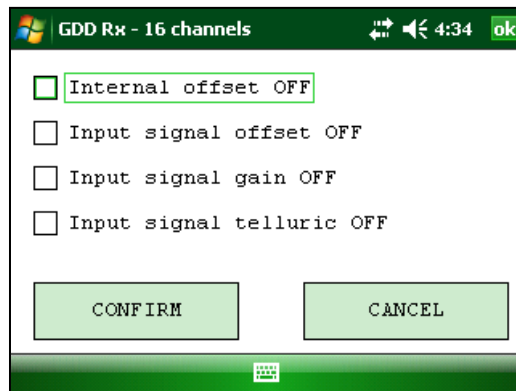 GDD Rx - 16 channels 4:34 ok
Internal offset OFF
Input signal offset OFF
Input signal gain OFF
Input signal telluric OFF
CONFIRM CANCEL